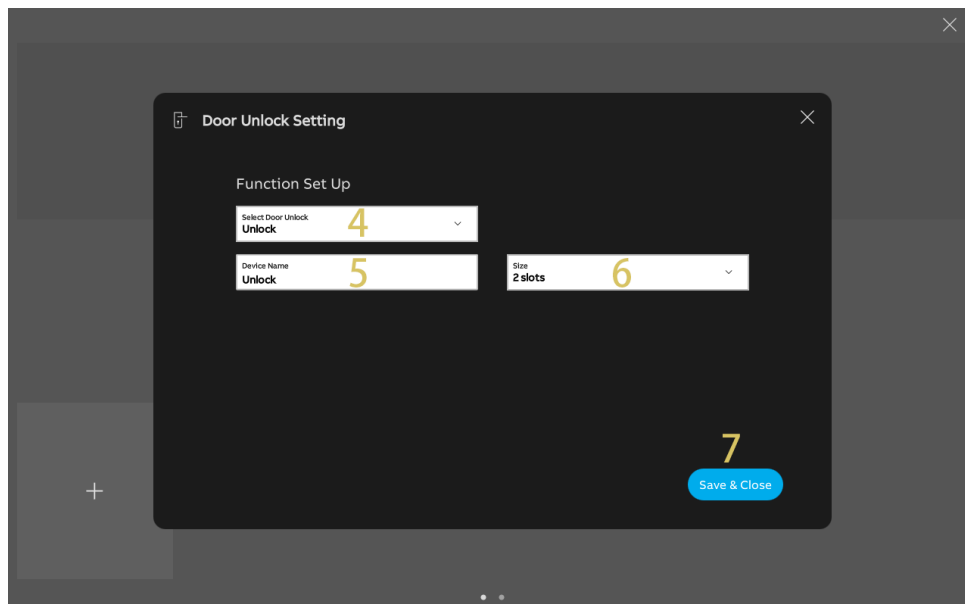 Door Unlock Setting
Function Set Up
Select Door Unlock
Unlock
4
Device Name
Unlock
5
Size
2 slots
6
7
Save & Close